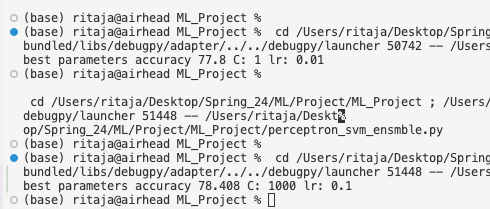 (base) ritaja@airhead ML_Project %
(base) ritaja@airhead ML_Project %  cd /Users/ritaja/Desktop/Spring
bundled/libs/debugpy/adapter/../../debugpy/launcher 50742 -- /Users
best parameters accuracy 77.8 C: 1 lr: 0.01
(base) ritaja@airhead ML_Project %
cd /Users/ritaja/Desktop/Spring_24/ML/Project/ML_Project ; /Users/
debugpy/launcher 51448 -- /Users/ritaja/Deskt%
op/Spring_24/ML/Project/ML_Project/perceptron_svm_ensmble.py
(base) ritaja@airhead ML_Project %
(base) ritaja@airhead ML_Project %  cd /Users/ritaja/Desktop/Spring
bundled/libs/debugpy/adapter/../../debugpy/launcher 51448 -- /Users
best parameters accuracy 78.408 C: 1000 lr: 0.1
(base) ritaja@airhead ML_Project %